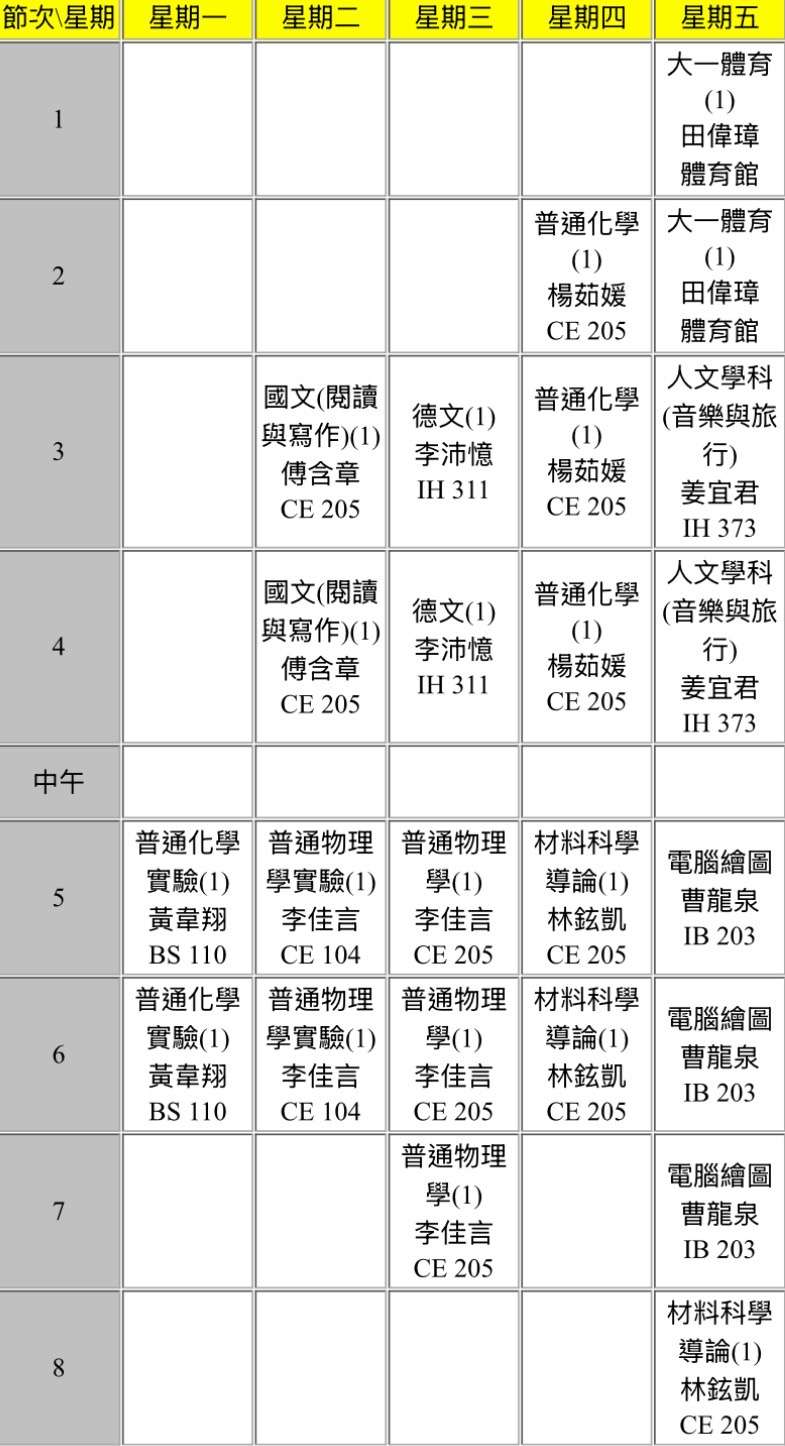 節次\星期 星期一 星期二 星期三 星期四 星期五
1
大一體育
(1)
田偉璋
體育館
2
普通化學
(1)
楊茹媛
CE 205
大一體育
(1)
田偉璋
體育館
3
國文(閱讀
與寫作)(1)
傅含章
CE 205
德文(1)
李沛憶
IH 311
普通化學
(1)
楊茹媛
CE 205
人文學科
(音樂與旅
行)
姜宜君
IH 373
4
國文(閱讀
與寫作)(1)
傅含章
CE 205
德文(1)
李沛憶
IH 311
普通化學
(1)
楊茹媛
CE 205
人文學科
(音樂與旅
行)
姜宜君
IH 373
中午
5
普通化學
實驗(1)
黃韋翔
BS 110
普通物理
學實驗(1)
李佳言
CE 104
普通物理
學(1)
李佳言
CE 205
材料科學
導論(1)
林鉉凱
CE 205
電腦繪圖
曹龍泉
IB 203
6
普通化學
實驗(1)
黃韋翔
BS 110
普通物理
學實驗(1)
李佳言
CE 104
普通物理
學(1)
李佳言
CE 205
材料科學
導論(1)
林鉉凱
CE 205
電腦繪圖
曹龍泉
IB 203
7
普通物理
學(1)
李佳言
CE 205
電腦繪圖
曹龍泉
IB 203
8
材料科學
導論(1)
林鉉凱
CE 205